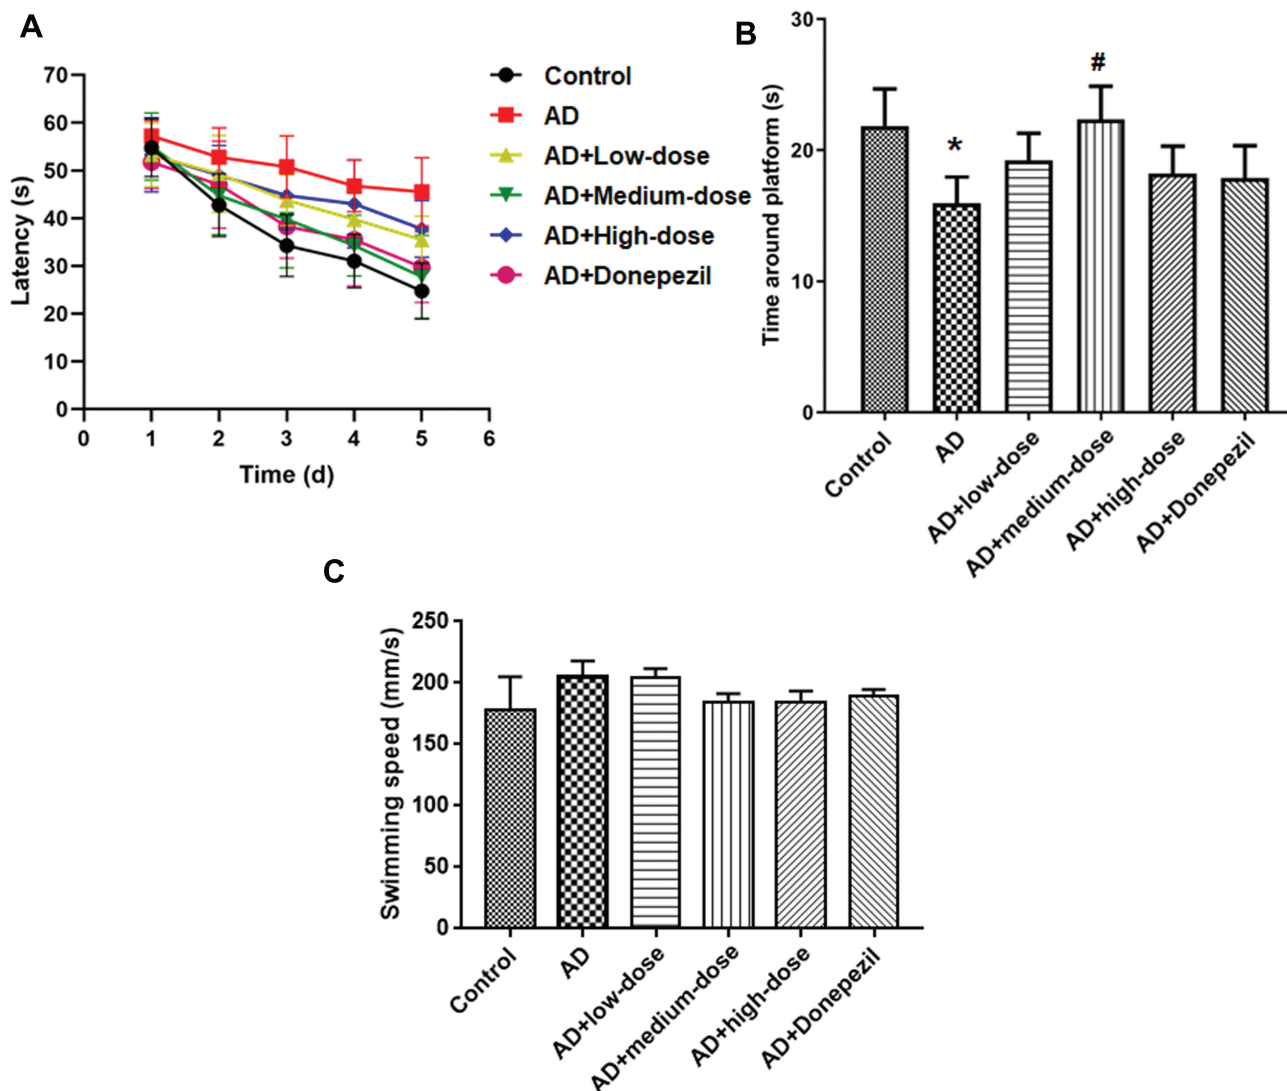 A
70
60
50
40
30
20
10
0
Latency (s)
0 1 2 3 4 5 6
Time (d)
Control
AD
AD+Low-dose
AD+Medium-dose
AD+High-dose
AD+Donepezil
B
30
20
10
0
Time around platform (s)
*
#
Control
AD
AD+low-dose
AD+medium-dose
AD+high-dose
AD+Donepezil
C
250
200
150
100
50
0
Swimming speed (mm/s)
Control
AD
AD+low-dose
AD+medium-dose
AD+high-dose
AD+Donepezil